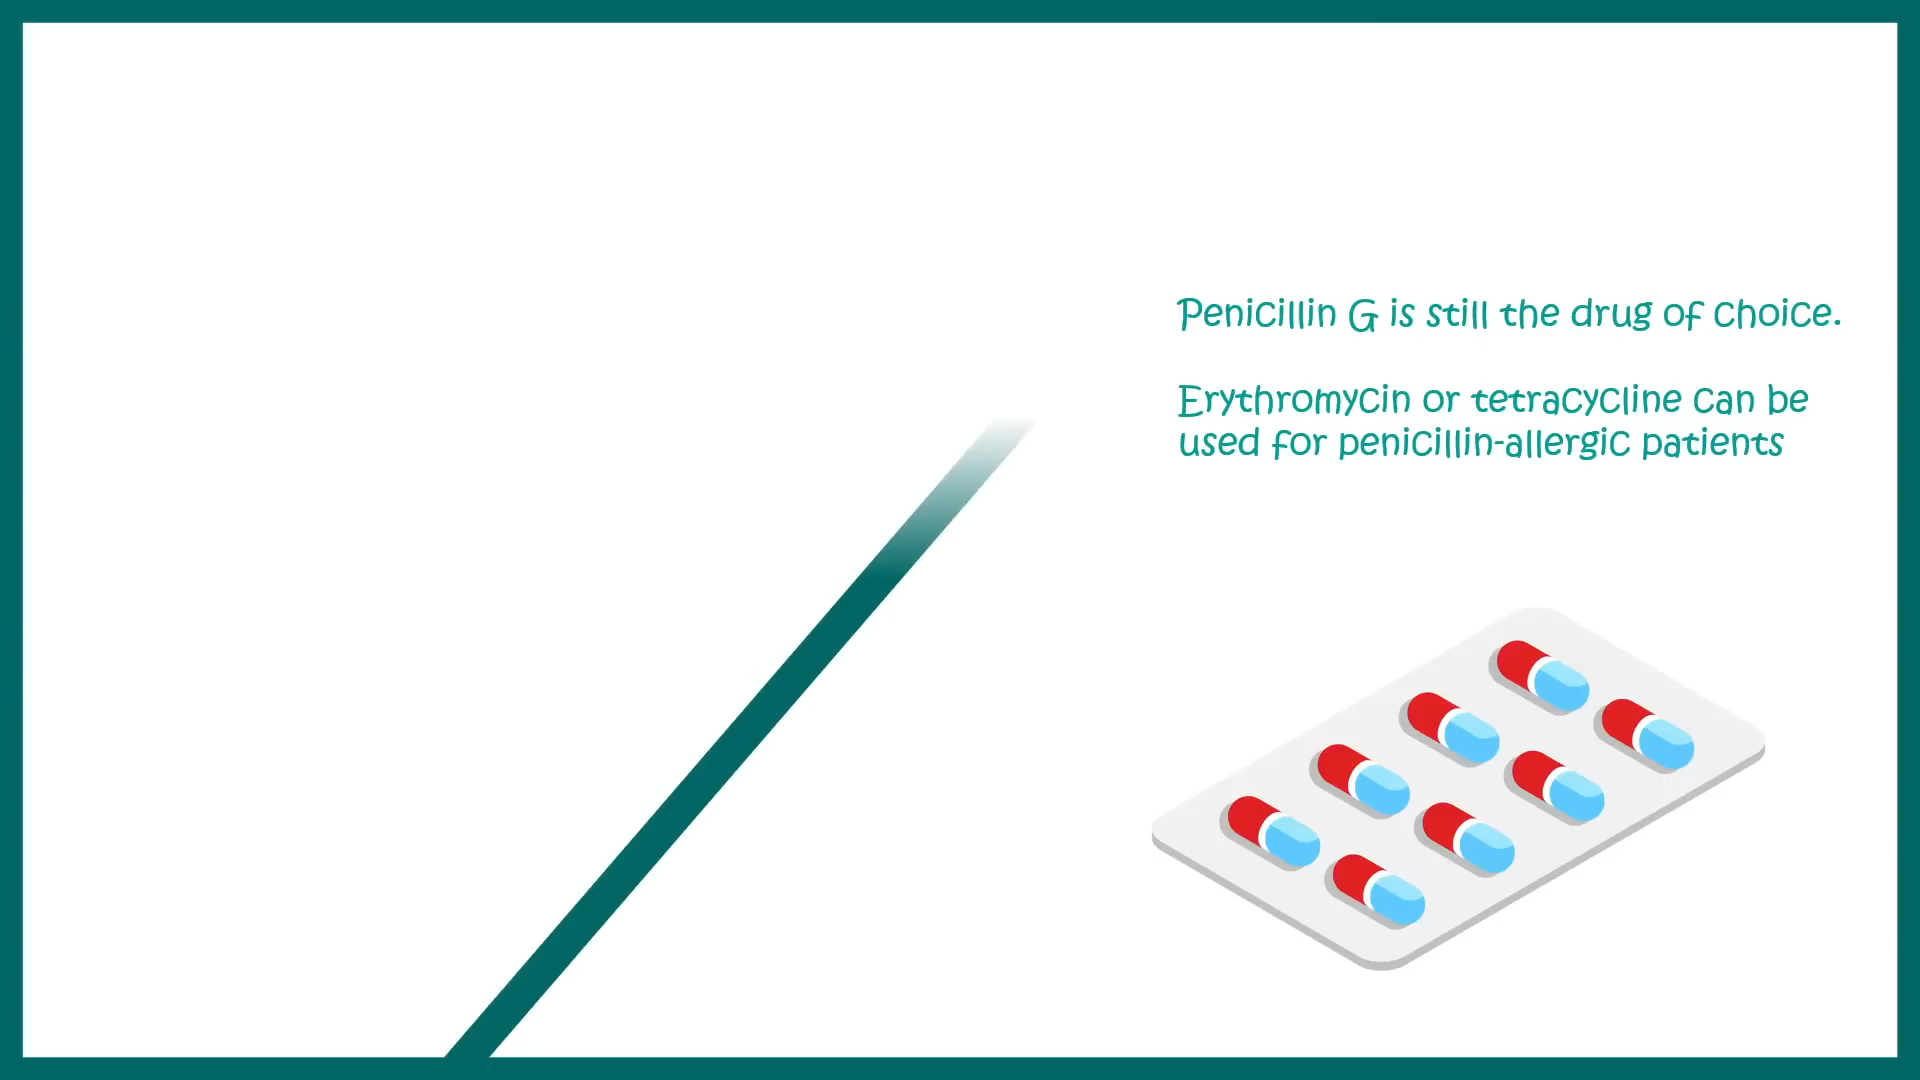 Penicillin G is still the drug of choice.
Erythromycin or tetracycline can be
used for penicillin-allergic patients